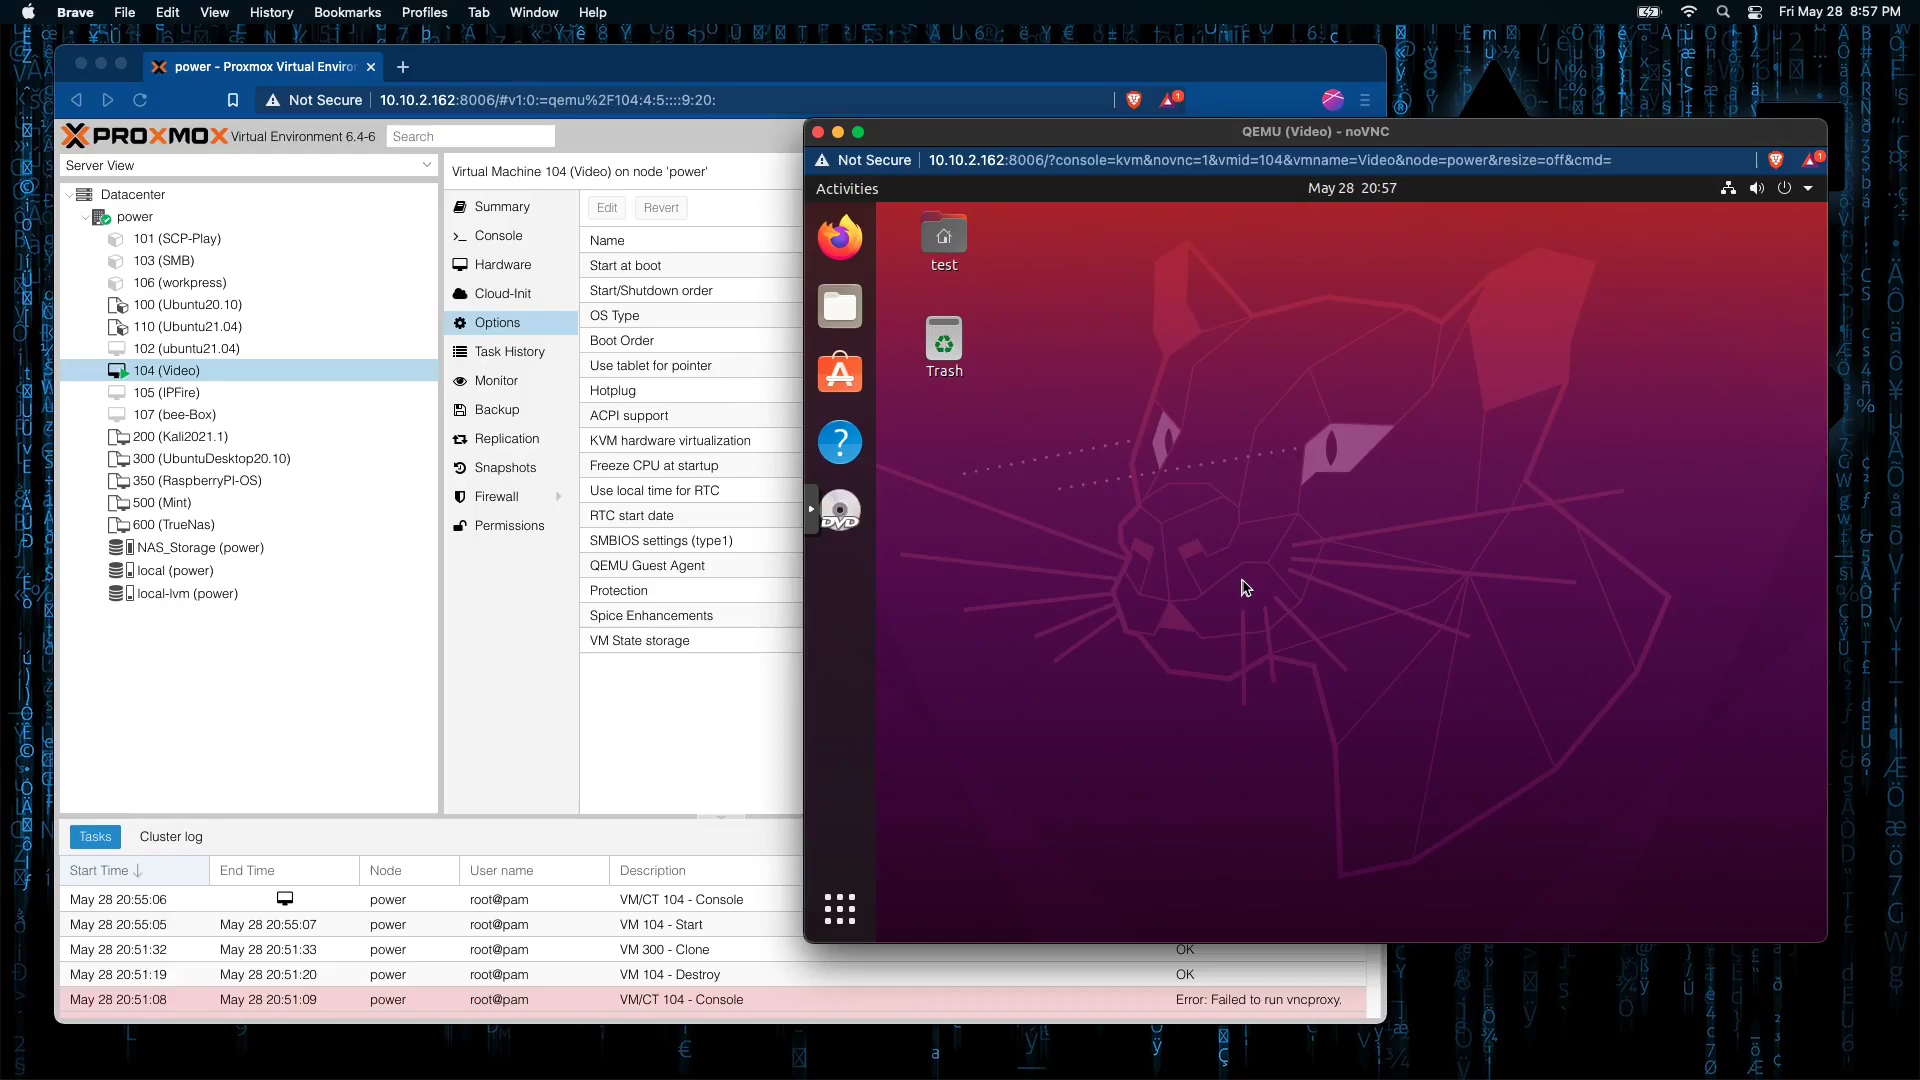 Brave File Edit View History Bookmarks Profiles Tab Window Help
Fri May 28 8:57 PM
power - Proxmox Virtual Enviror
Not Secure 10.10.2.162:8006/#v1:0:=qemu%2F104:4:5::::9:20:
1
PROXMOX Virtual Environment 6.4-6 Search
Server View
Datacenter
power
101 (SCP-Play)
103 (SMB)
106 (workpress)
100 (Ubuntu20.10)
110 (Ubuntu21.04)
102 (ubuntu21.04)
104 (Video)
105 (IPFire)
107 (bee-Box)
200 (Kali2021.1)
300 (UbuntuDesktop20.10)
350 (RaspberryPI-OS)
500 (Mint)
600 (TrueNas)
NAS_Storage (power)
local (power)
local-lvm (power)
Virtual Machine 104 (Video) on node 'power'
Summary
Console
Hardware
Cloud-Init
Options
Task History
Monitor
Backup
Replication
Snapshots
Firewall
Permissions
Edit Revert
Name
Start at boot
Start/Shutdown order
OS Type
Boot Order
Use tablet for pointer
Hotplug
ACPI support
KVM hardware virtualization
Freeze CPU at startup
Use local time for RTC
RTC start date
SMBIOS settings (type1)
QEMU Guest Agent
Protection
Spice Enhancements
VM State storage
QEMU (Video) - noVNC
Not Secure 10.10.2.162:8006/?console=kvm&novnc=1&vmid=104&vmname=Video&node=power&resize=off&cmd=
1
Activities
May 28 20:57
test
Trash
DVD
Tasks Cluster log
Start Time End Time Node User name Description
May 28 20:55:06 power root@pam VM/CT 104 - Console
May 28 20:55:05 May 28 20:55:07 power root@pam VM 104 - Start
May 28 20:51:32 May 28 20:51:33 power root@pam VM 300 - Clone OK
May 28 20:51:19 May 28 20:51:20 power root@pam VM 104 - Destroy OK
May 28 20:51:08 May 28 20:51:09 power root@pam VM/CT 104 - Console Error: Failed to run vncproxy.